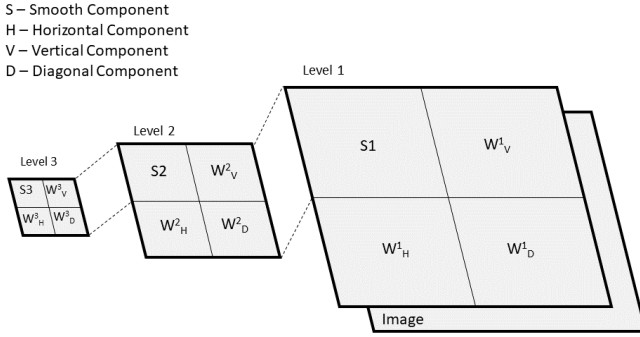 S – Smooth Component
H – Horizontal Component
V – Vertical Component
D – Diagonal Component
Level 1
S1
W¹V
W¹H
W¹D
Image
Level 2
S2
W²V
W²H
W²D
Level 3
S3
W³V
W³H
W³D